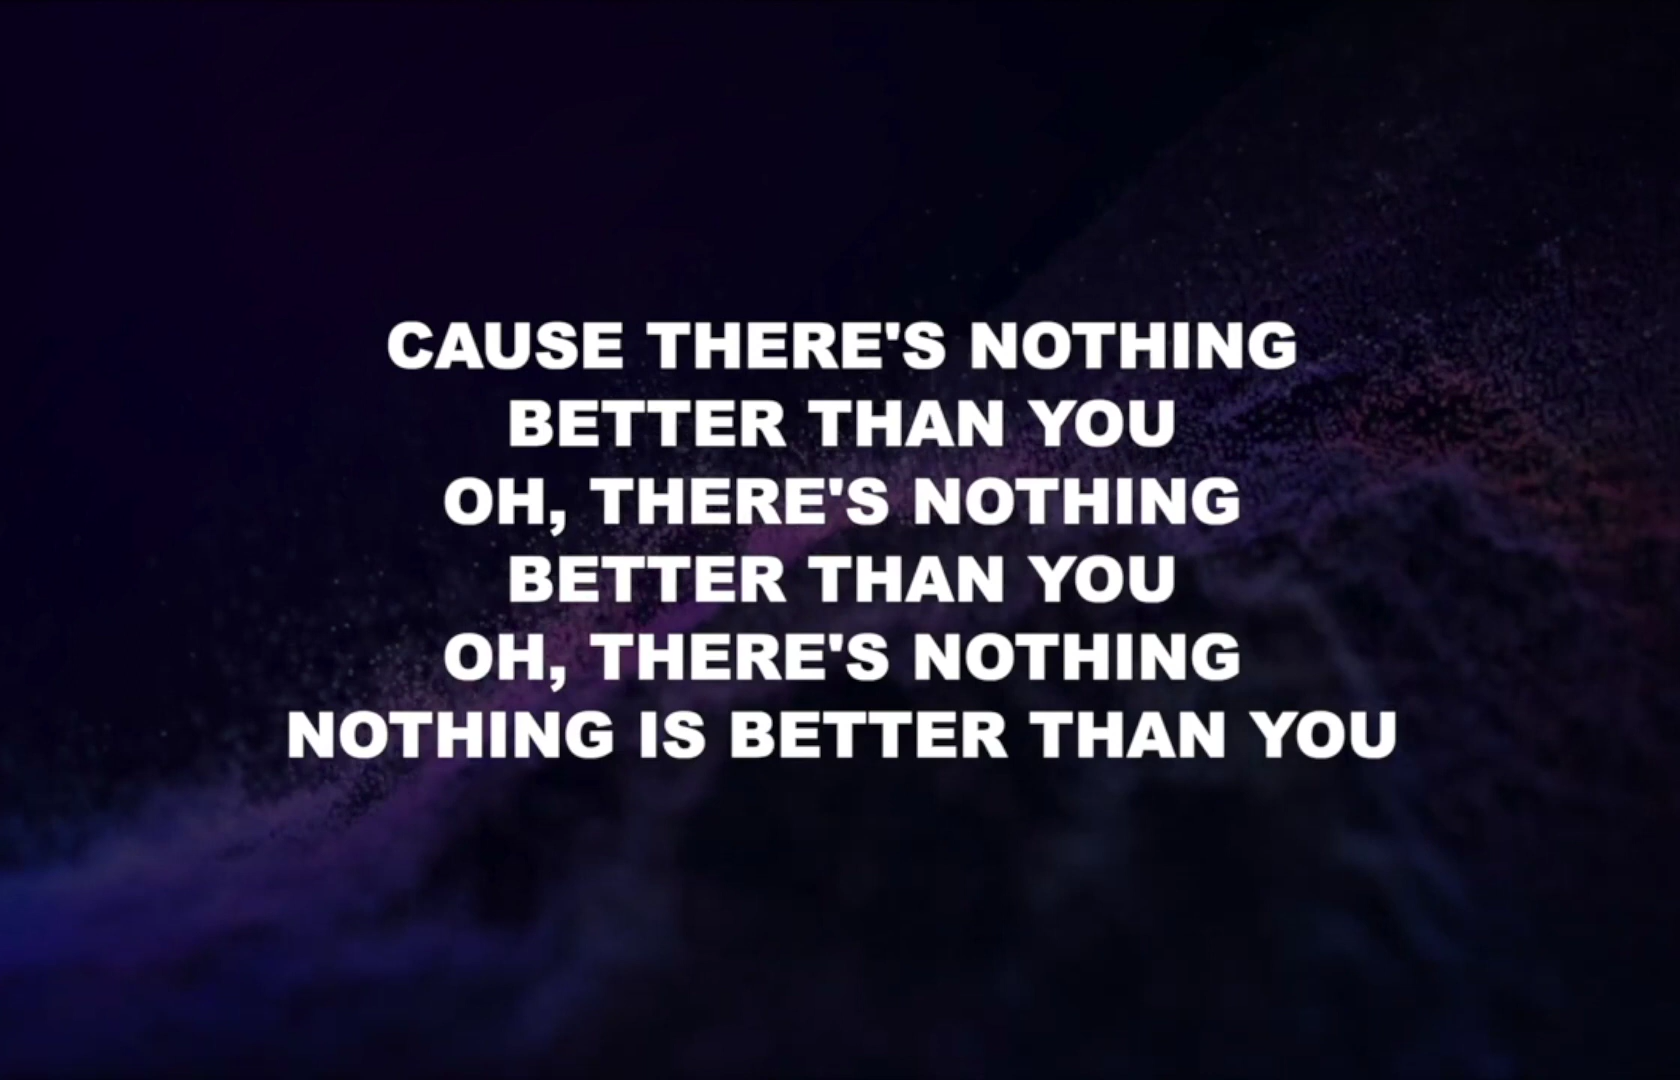 CAUSE THERE'S NOTHING
BETTER THAN YOU
OH, THERE'S NOTHING
BETTER THAN YOU
OH, THERE'S NOTHING
NOTHING IS BETTER THAN YOU